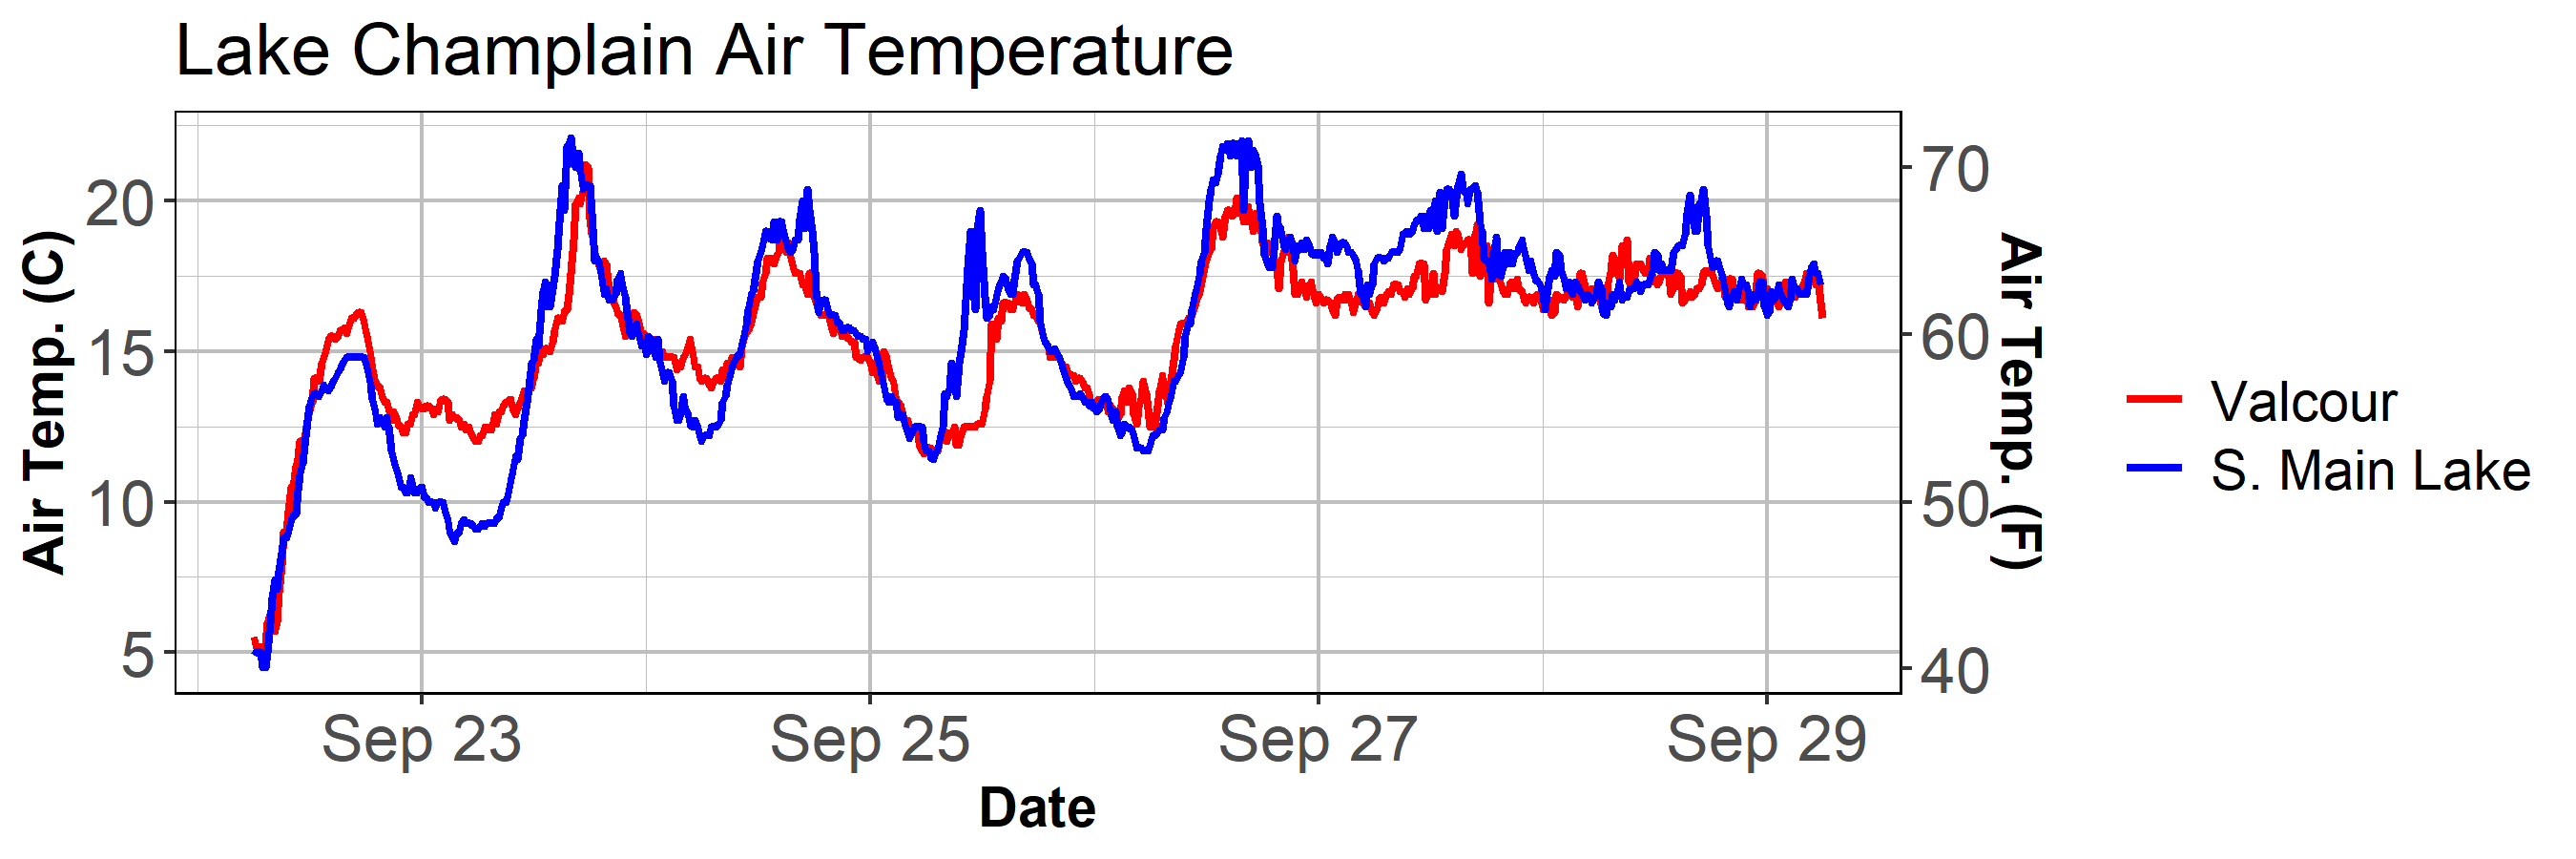 Lake Champlain Air Temperature
Air Temp. (C)
20
15
10
5
70
60
50
40
Air Temp. (F)
Sep 23
Sep 25
Sep 27
Sep 29
Date
Valcour
S. Main Lake